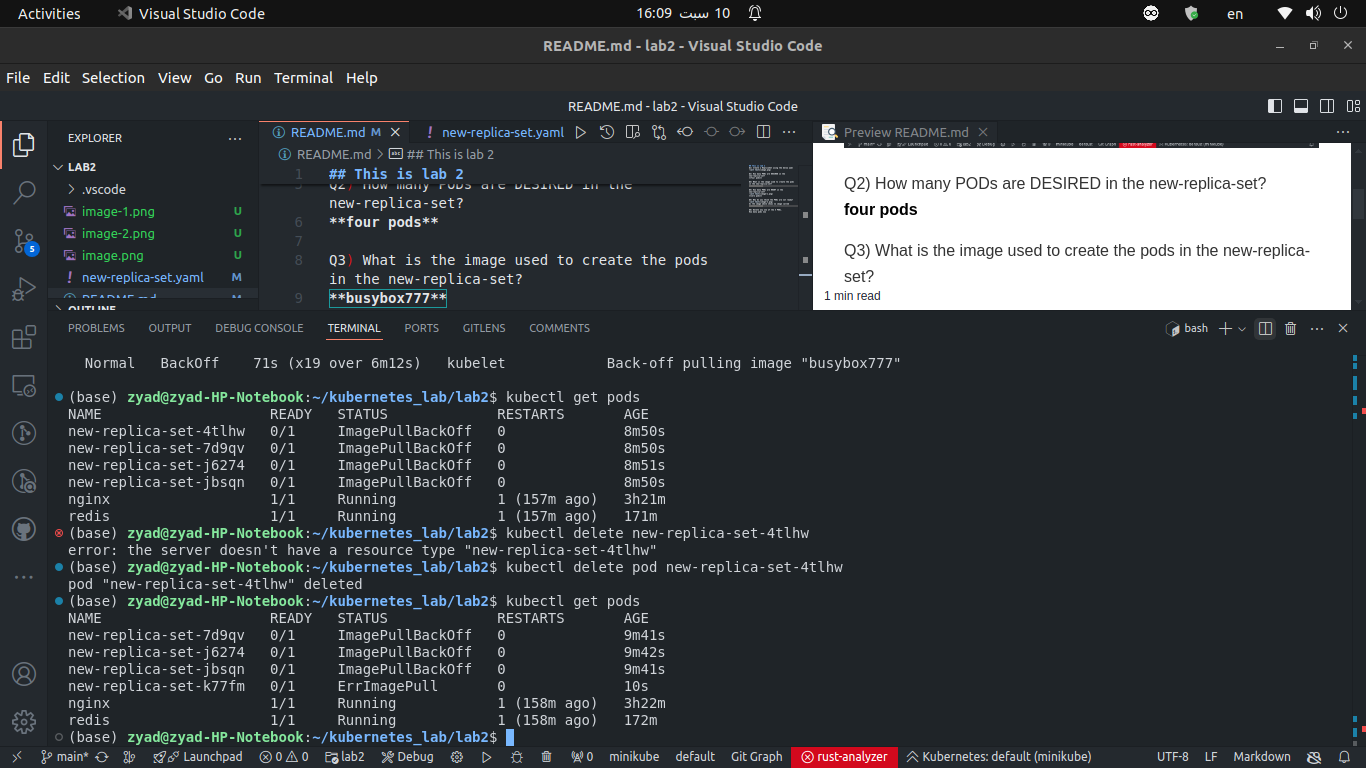 Activities
Visual Studio Code
10 سبت 16:09
en
README.md - lab2 - Visual Studio Code
File Edit Selection View Go Run Terminal Help
README.md - lab2 - Visual Studio Code
EXPLORER
LAB2
.vscode
image-1.png U
image-2.png U
image.png U
new-replica-set.yaml M
README.md M
OUTLINE
5
README.md M
new-replica-set.yaml
README.md > ## This is lab 2
1 ## This is lab 2
5 Q2) How many PODs are DESIRED in the
new-replica-set?
6 **four pods**
7
8 Q3) What is the image used to create the pods
in the new-replica-set?
9 **busybox777**
Preview README.md
Q2) How many PODs are DESIRED in the new-replica-set?
four pods
Q3) What is the image used to create the pods in the new-replica-
set?
1 min read
PROBLEMS OUTPUT DEBUG CONSOLE TERMINAL PORTS GITLENS COMMENTS
bash
Normal BackOff 71s (x19 over 6m12s) kubelet Back-off pulling image "busybox777"
(base) zyad@zyad-HP-Notebook:~/kubernetes_lab/lab2$ kubectl get pods
NAME READY STATUS RESTARTS AGE
new-replica-set-4tlhw 0/1 ImagePullBackOff 0 8m50s
new-replica-set-7d9qv 0/1 ImagePullBackOff 0 8m50s
new-replica-set-j6274 0/1 ImagePullBackOff 0 8m51s
new-replica-set-jbsqn 0/1 ImagePullBackOff 0 8m50s
nginx 1/1 Running 1 (157m ago) 3h21m
redis 1/1 Running 1 (157m ago) 171m
(base) zyad@zyad-HP-Notebook:~/kubernetes_lab/lab2$ kubectl delete new-replica-set-4tlhw
error: the server doesn't have a resource type "new-replica-set-4tlhw"
(base) zyad@zyad-HP-Notebook:~/kubernetes_lab/lab2$ kubectl delete pod new-replica-set-4tlhw
pod "new-replica-set-4tlhw" deleted
(base) zyad@zyad-HP-Notebook:~/kubernetes_lab/lab2$ kubectl get pods
NAME READY STATUS RESTARTS AGE
new-replica-set-7d9qv 0/1 ImagePullBackOff 0 9m41s
new-replica-set-j6274 0/1 ImagePullBackOff 0 9m42s
new-replica-set-jbsqn 0/1 ImagePullBackOff 0 9m41s
new-replica-set-k77fm 0/1 ErrImagePull 0 10s
nginx 1/1 Running 1 (158m ago) 3h22m
redis 1/1 Running 1 (158m ago) 172m
(base) zyad@zyad-HP-Notebook:~/kubernetes_lab/lab2$
main* Launchpad 0 0 lab2 Debug 0 minikube default Git Graph rust-analyzer Kubernetes: default (minikube) UTF-8 LF Markdown